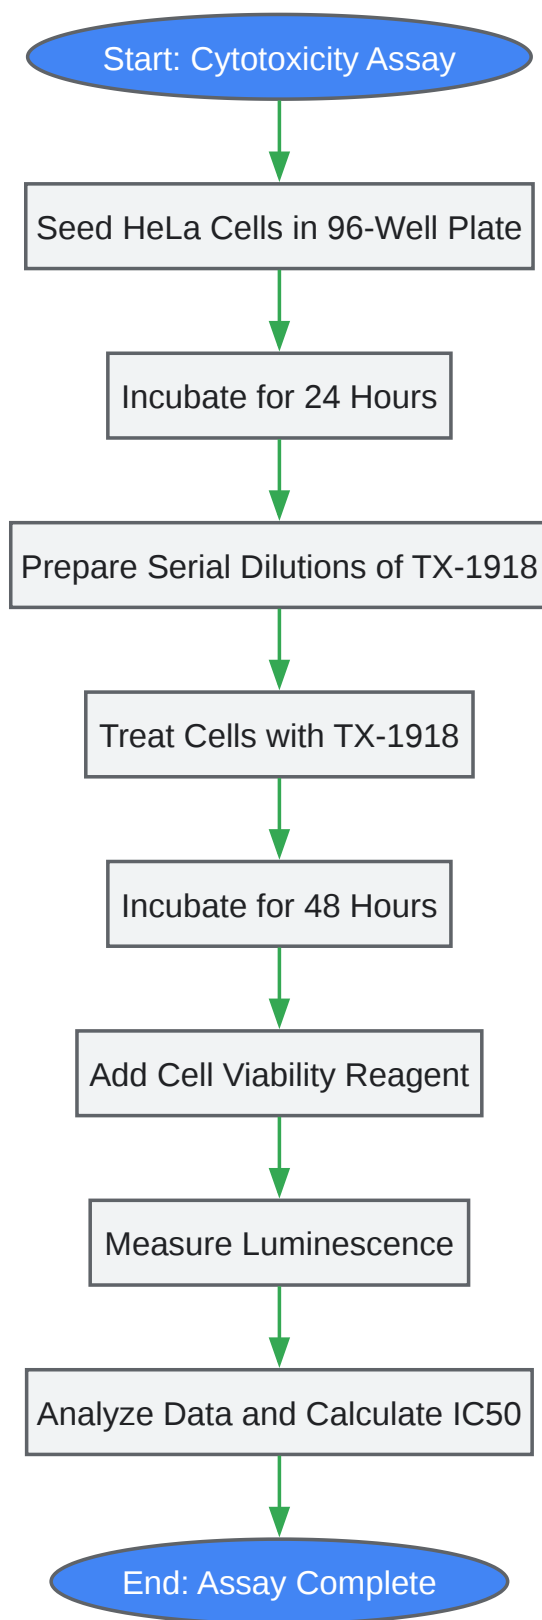 Start: Cytotoxicity Assay
Seed HeLa Cells in 96-Well Plate
Incubate for 24 Hours
Prepare Serial Dilutions of TX-1918
Treat Cells with TX-1918
Incubate for 48 Hours
Add Cell Viability Reagent
Measure Luminescence
Analyze Data and Calculate IC50
End: Assay Complete